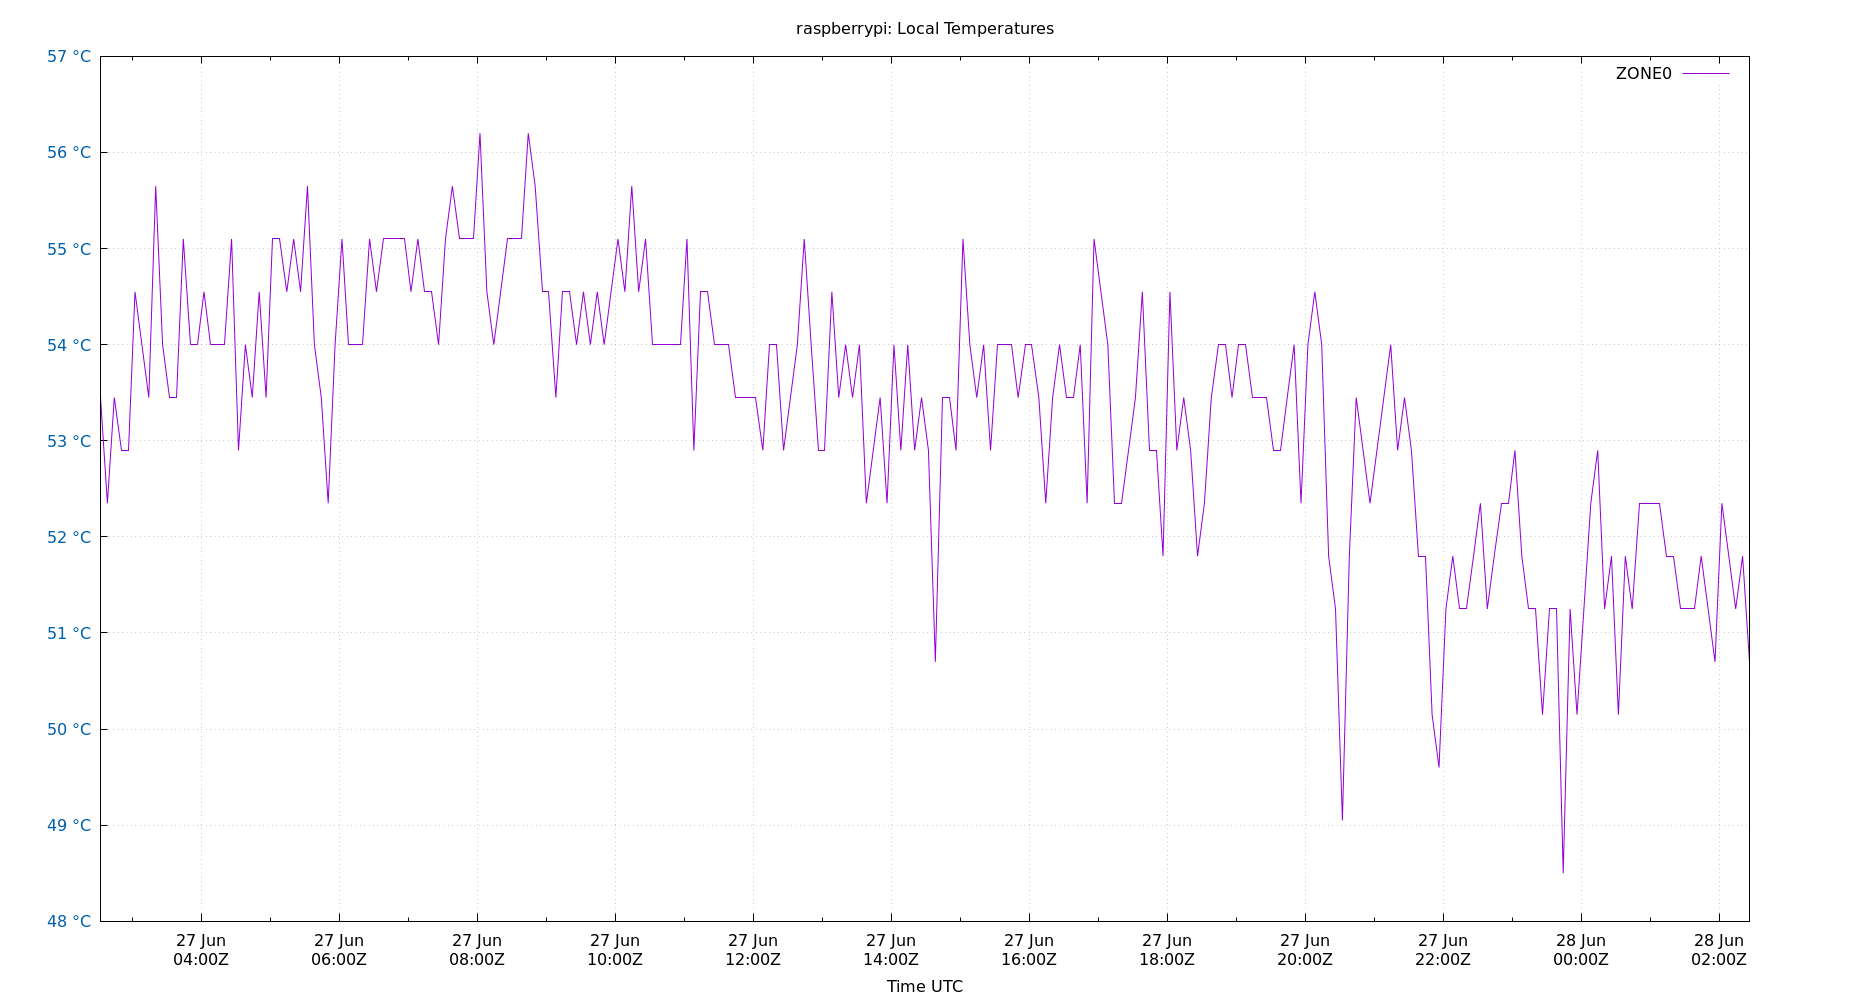 raspberrypi: Local Temperatures
57 °C
ZONE0
56 °C
55 °C
54 °C
53 °C
52 °C
51 °C
50 °C
49 °C
48 °C
27 Jun 27 Jun 27 Jun 27 Jun 27 Jun 27 Jun 27 Jun 27 Jun 27 Jun 27 Jun 28 Jun 28 Jun
04:00Z 06:00Z 08:00Z 10:00Z 12:00Z 14:00Z 16:00Z 18:00Z 20:00Z 22:00Z 00:00Z 02:00Z
Time UTC